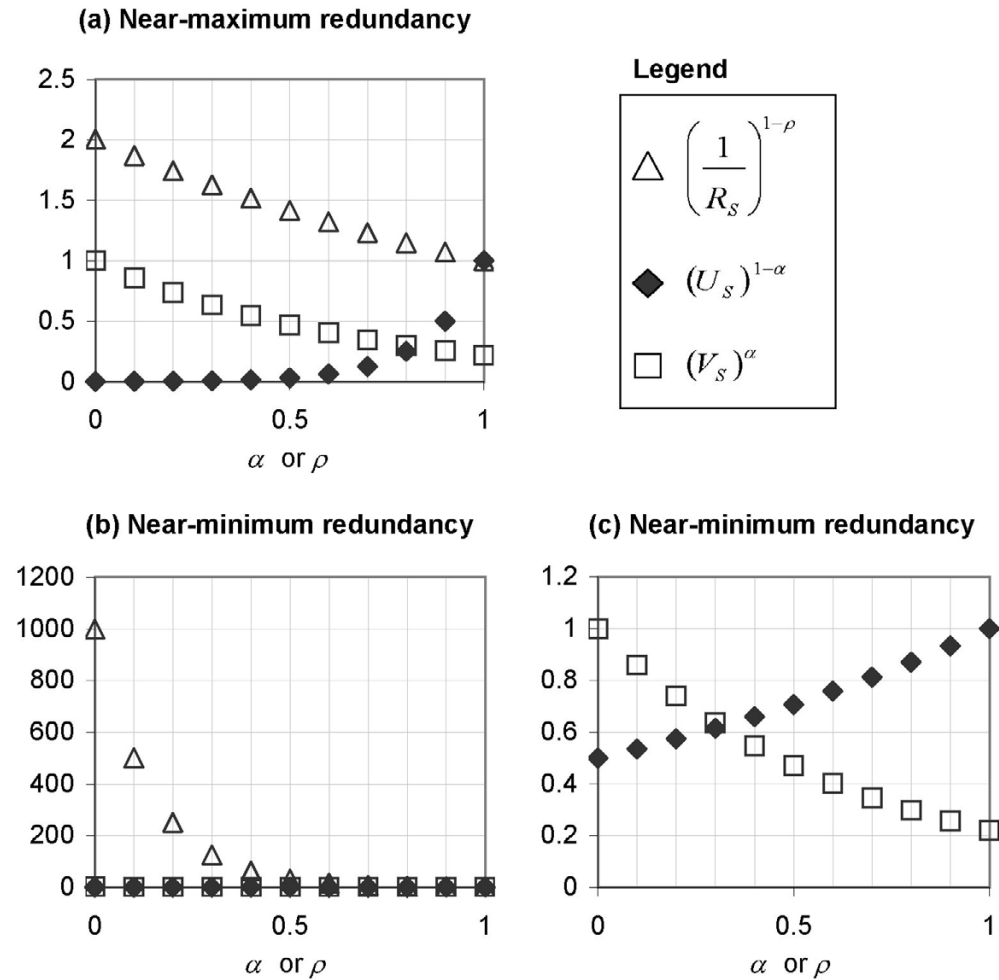 (a) Near-maximum redundancy
2.5
2
1.5
1
0.5
0
0 0.5 1
α or ρ
Legend
(1/R_S)^{1−ρ}
(U_S)^{1−α}
(V_S)^α
(b) Near-minimum redundancy
1200
1000
800
600
400
200
0
0 0.5 1
α or ρ
(c) Near-minimum redundancy
1.2
1
0.8
0.6
0.4
0.2
0
0 0.5 1
α or ρ